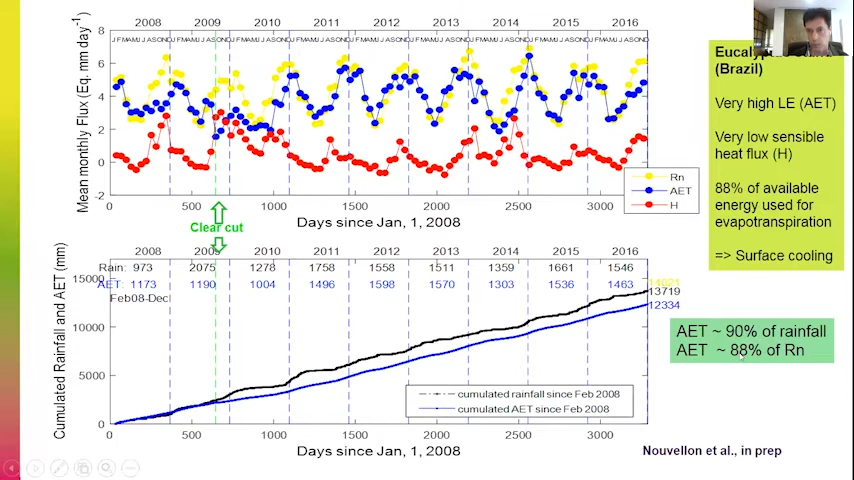 2008 2009 2010 2011 2012 2013 2014 2015 2016
Mean monthly Flux (Eq. mm day⁻¹)
8
6
4
2
0
-2
0 500 1000 1500 2000 2500 3000
Days since Jan, 1, 2008
Rn
AET
H
Clear cut
2008 2009 2010 2011 2012 2013 2014 2015 2016
Rain: 973 2075 1278 1758 1558 1511 1359 1661 1546
AET: 1173 1190 1004 1496 1598 1570 1303 1536 1463
Feb08-Dec
14021
13719
12334
Cumulated Rainfall and AET (mm)
15000
10000
5000
0
cumulated rainfall since Feb 2008
cumulated AET since Feb 2008
0 500 1000 1500 2000 2500 3000
Days since Jan, 1, 2008
(Brazil)
Very high LE (AET)
Very low sensible
heat flux (H)
88% of available
energy used for
evapotranspiration
=> Surface cooling
AET ~ 90% of rainfall
AET ~ 88% of Rn
Nouvellon et al., in prep